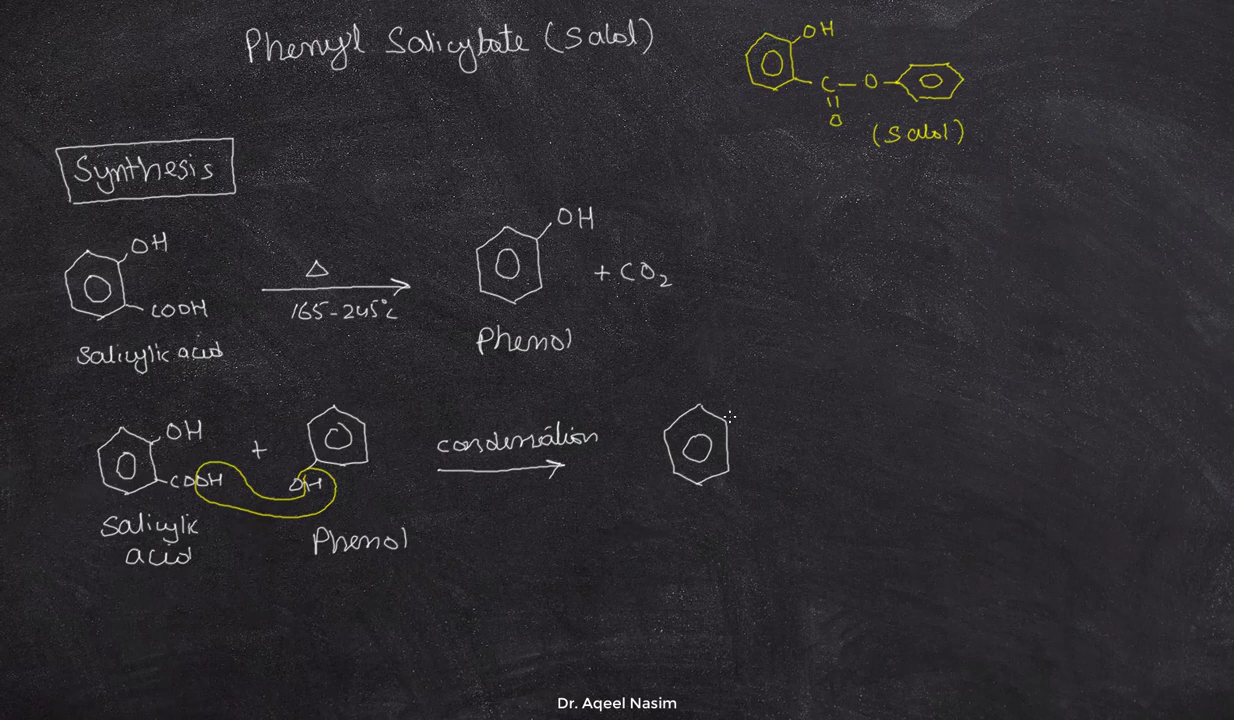 Phenyl Salicylate (Salol)
OH
C — O
O
(Salol)
Synthesis
OH
COOH
Salicylic acid
Δ
165-245°C
OH
+ CO2
Phenol
OH
COOH
+
OH
condensation
Salicylic
acid
Phenol
Dr. Aqeel Nasim